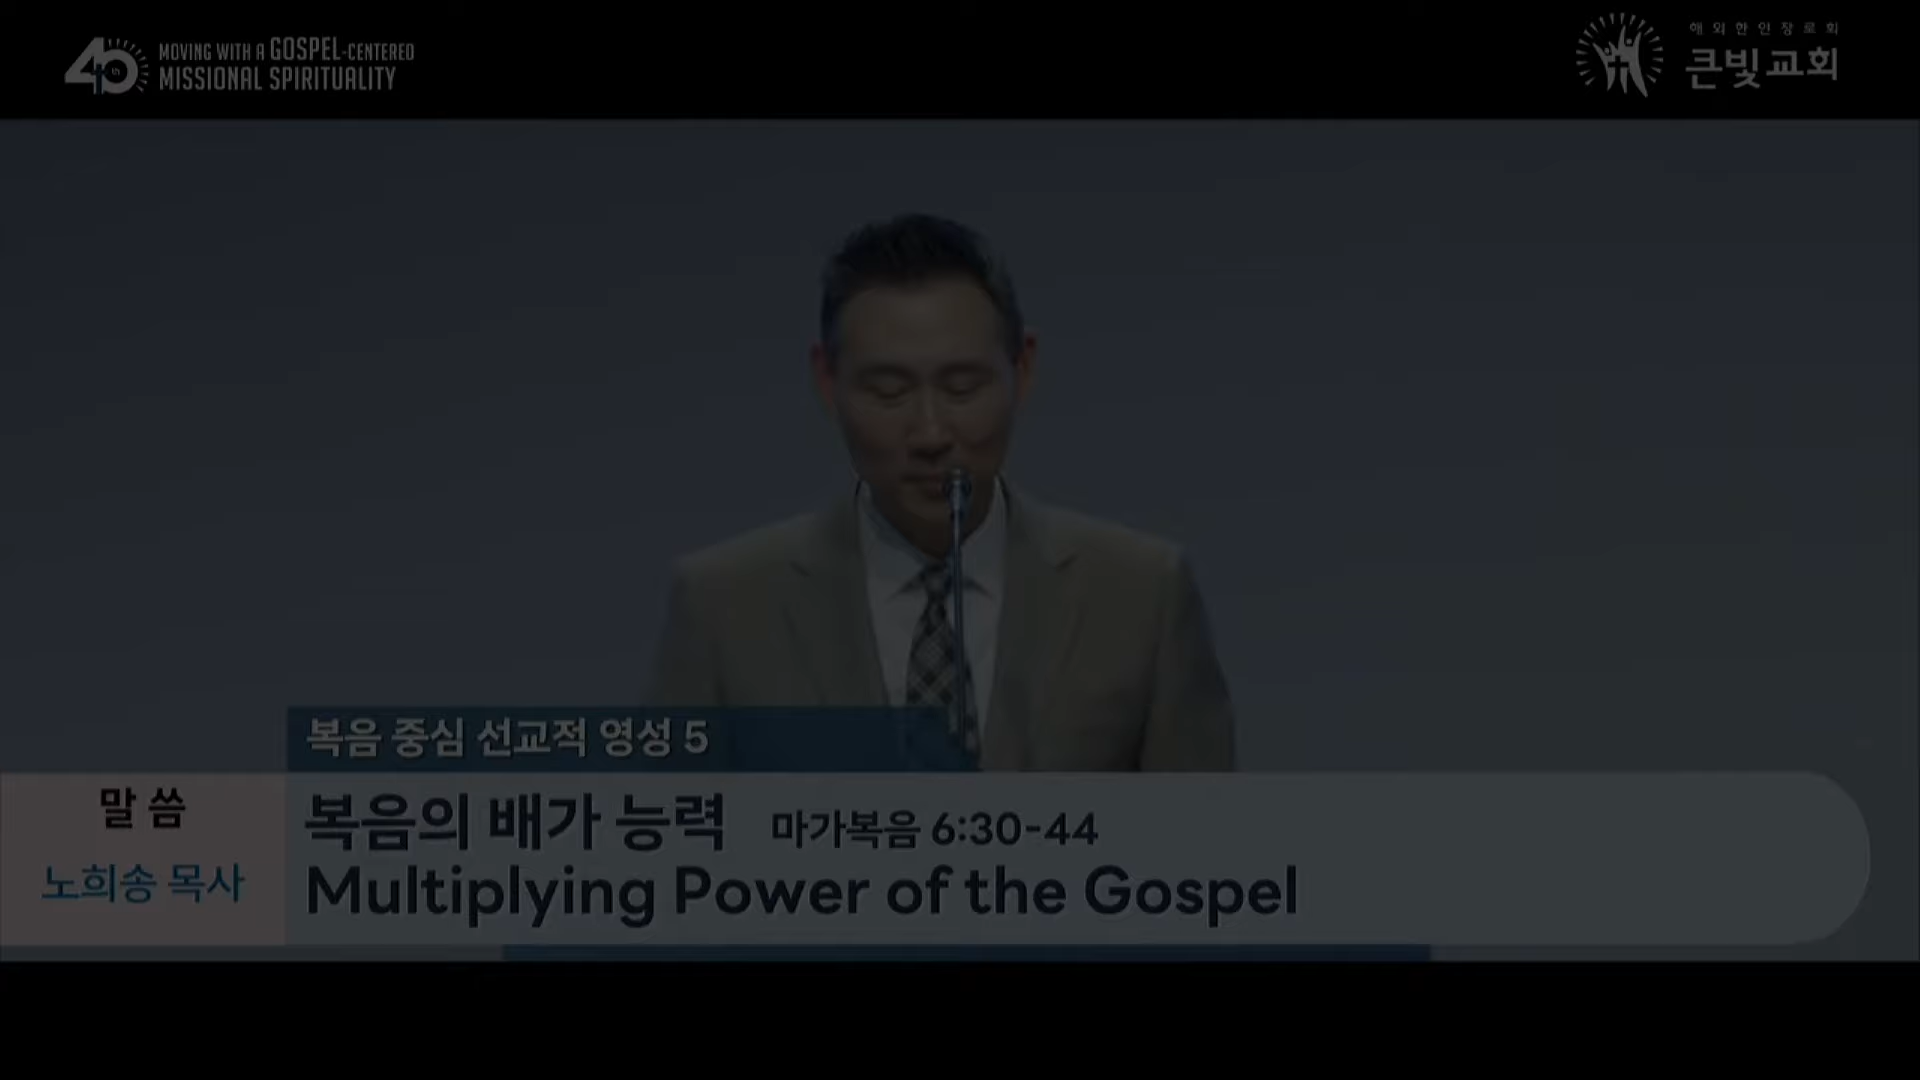 40th
MOVING WITH A GOSPEL-CENTERED
MISSIONAL SPIRITUALITY
해외한인장로회
큰빛교회
복음 중심 선교적 영성 5
말씀
노희송 목사
복음의 배가 능력 마가복음 6:30-44
Multiplying Power of the Gospel